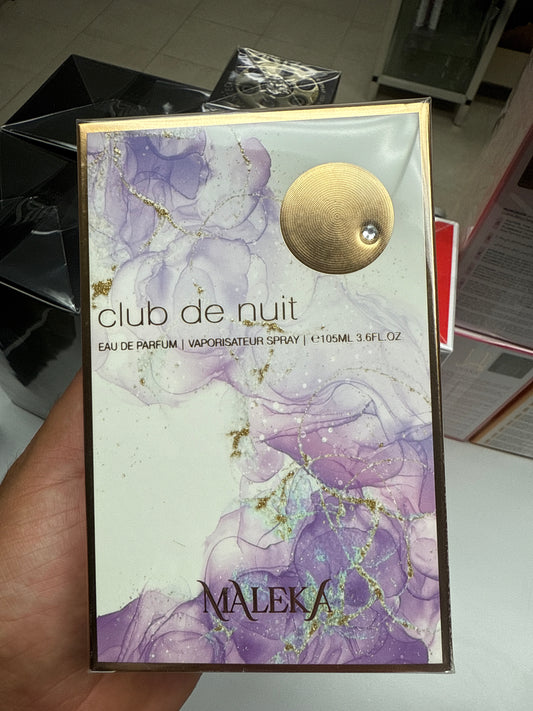 club de nuit
EAU DE PARFUM | VAPORISATEUR SPRAY | ℮105ML 3.6FL.OZ
MALEKA